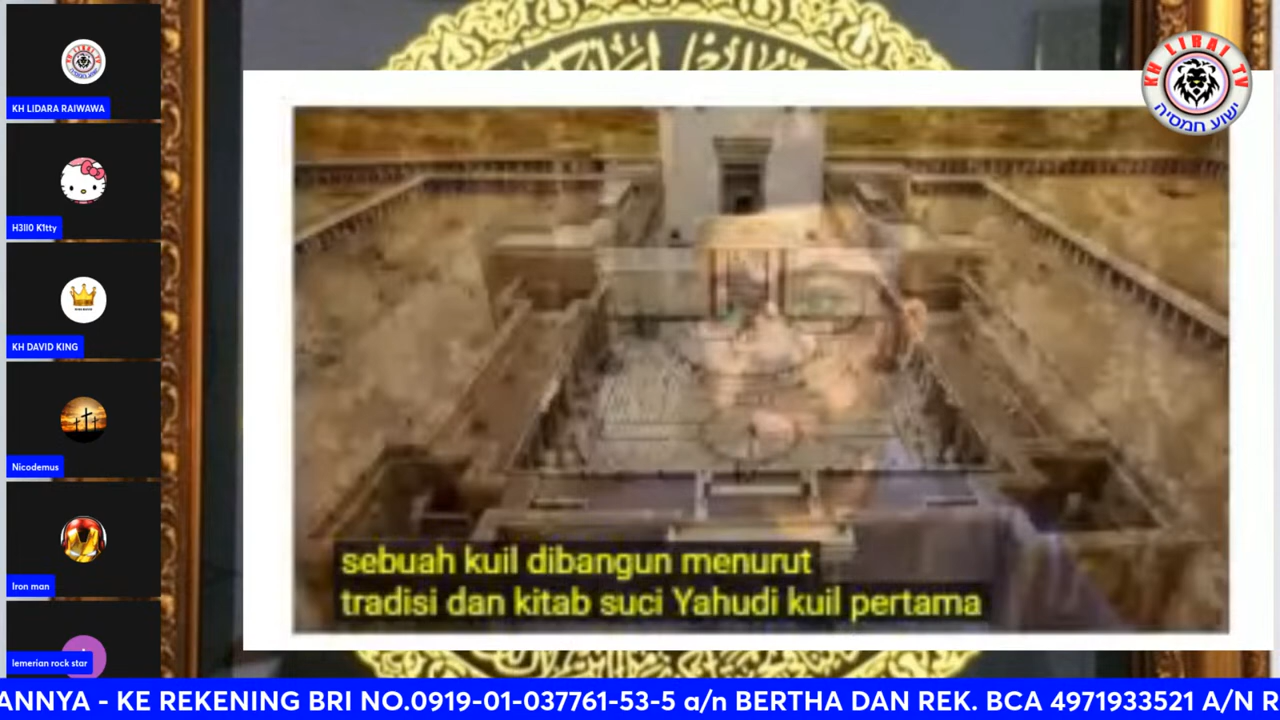 KH LIDARA RAIWAWA
H3ll0 K1tty
KH DAVID KING
Nicodemus
Iron man
lemerian rock star
KH LIRAI TV
ישוע חמסיה
sebuah kuil dibangun menurut
tradisi dan kitab suci Yahudi kuil pertama
ANNYA - KE REKENING BRI NO.0919-01-037761-53-5 a/n BERTHA DAN REK. BCA 4971933521 A/N R